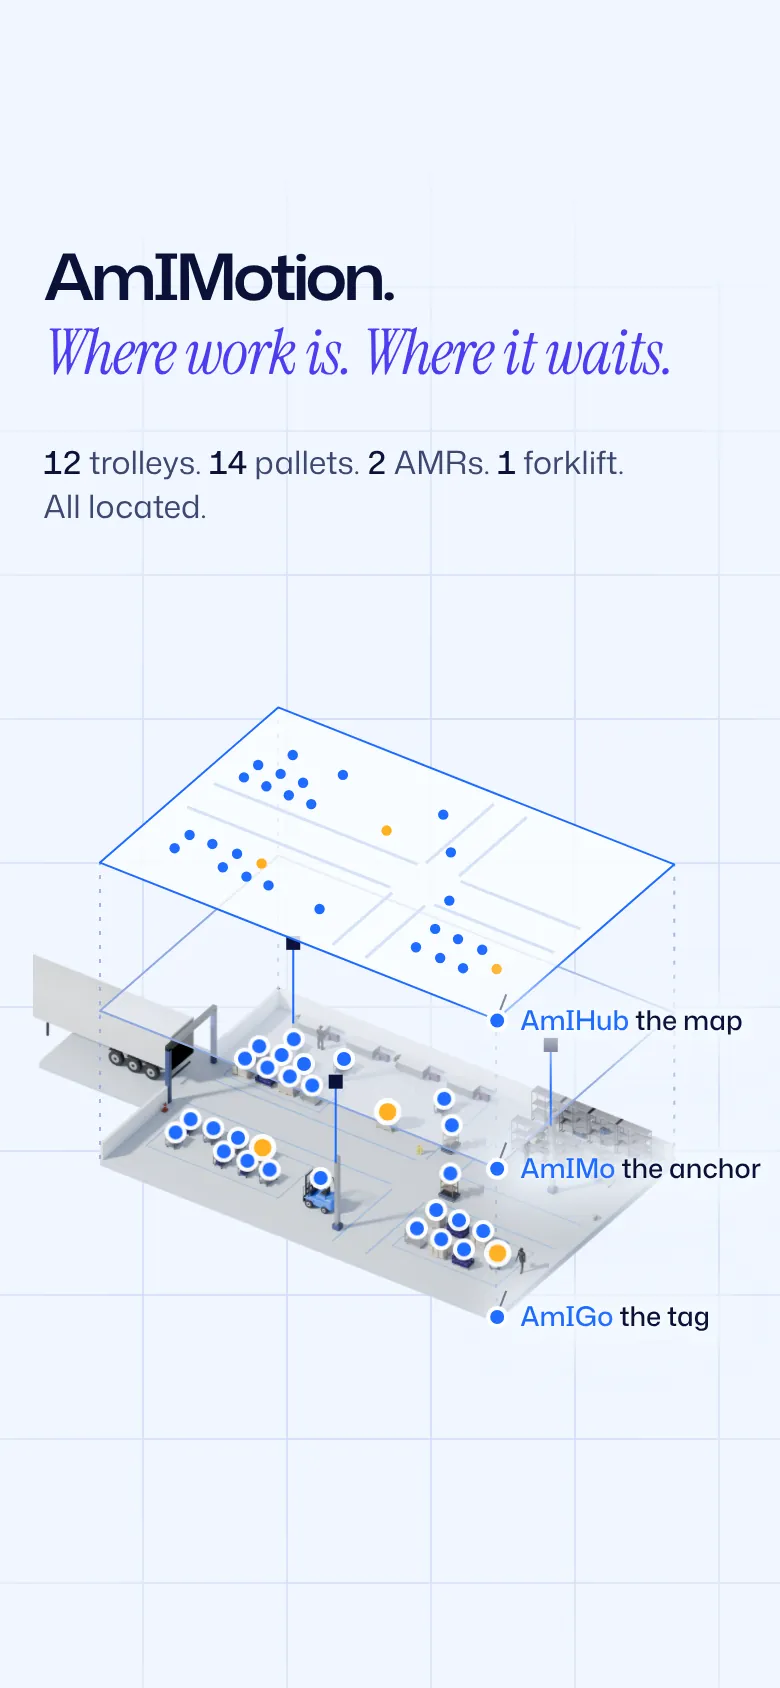 AmIMotion.
Where work is. Where it waits.
12 trolleys. 14 pallets. 2 AMRs. 1 forklift.
All located.
AmIHub the map
AmIMo the anchor
AmIGo the tag